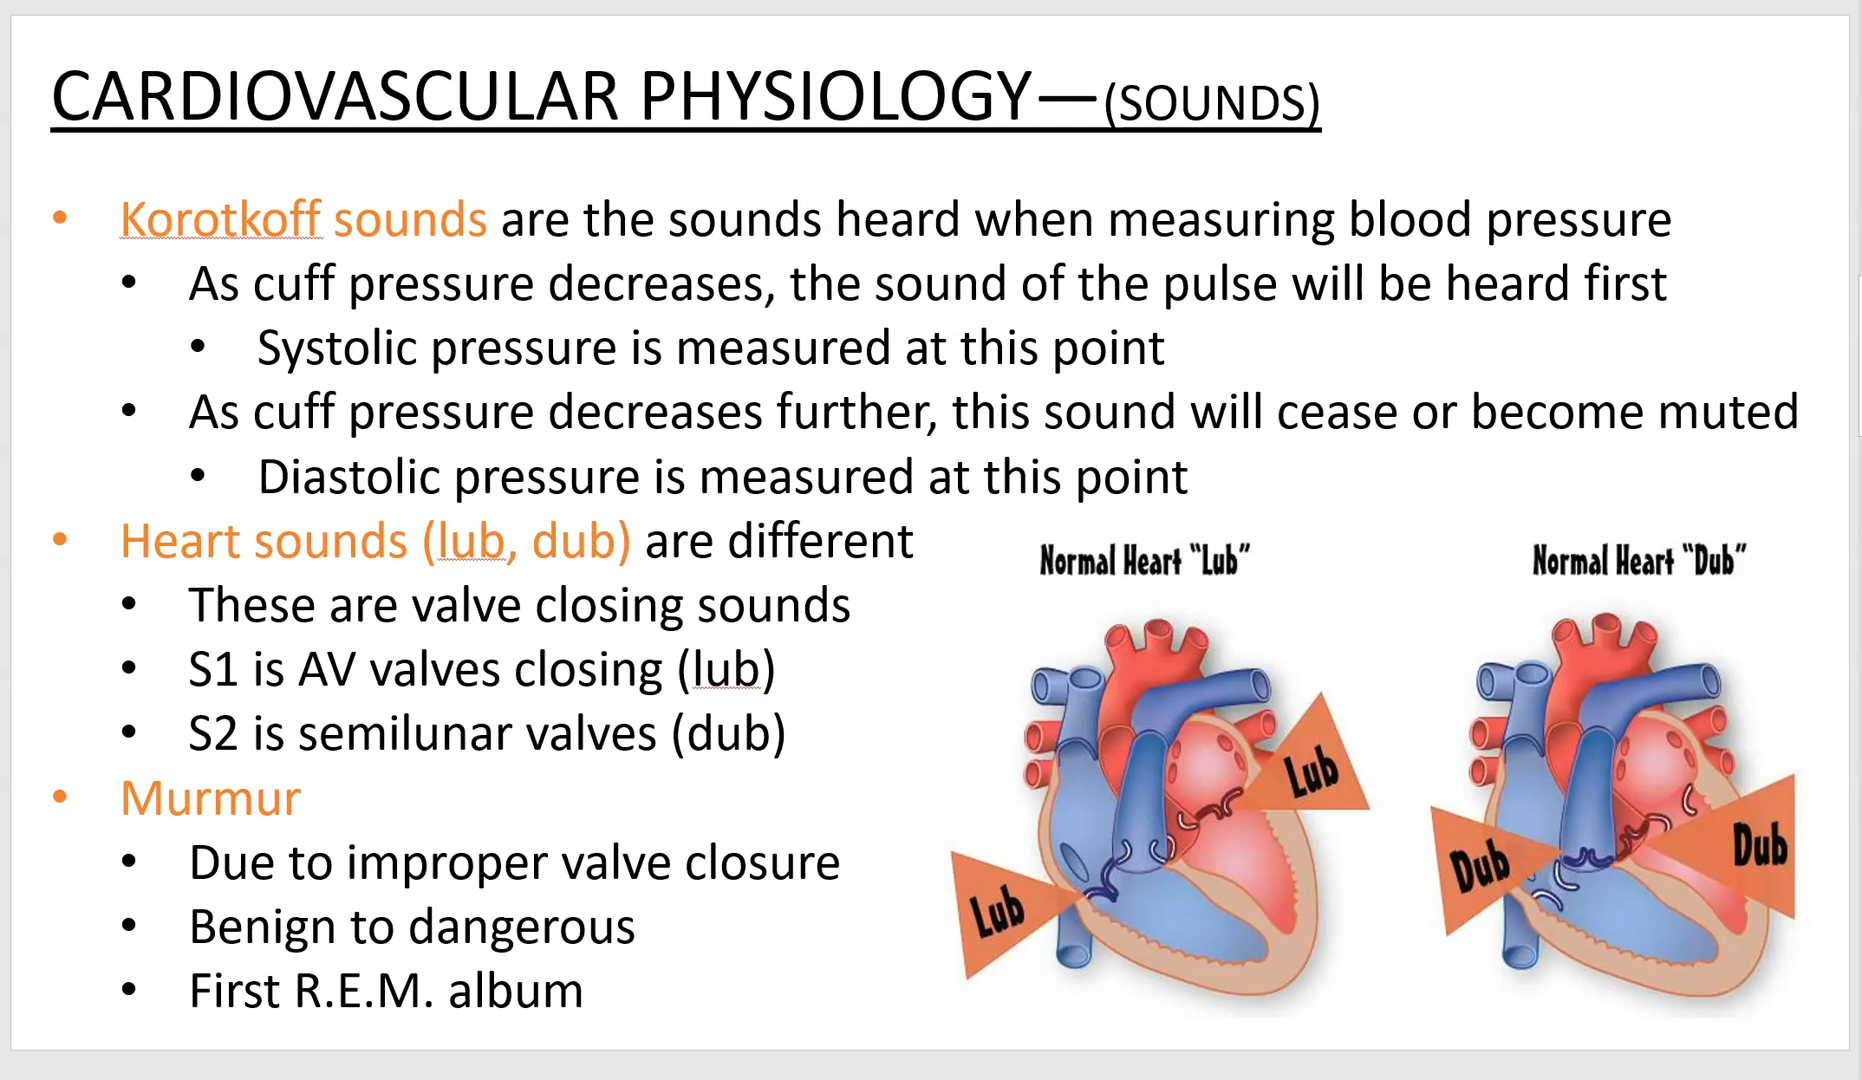 CARDIOVASCULAR PHYSIOLOGY—(SOUNDS)
• Korotkoff sounds are the sounds heard when measuring blood pressure
• As cuff pressure decreases, the sound of the pulse will be heard first
• Systolic pressure is measured at this point
• As cuff pressure decreases further, this sound will cease or become muted
• Diastolic pressure is measured at this point
• Heart sounds (lub, dub) are different
• These are valve closing sounds
• S1 is AV valves closing (lub)
• S2 is semilunar valves (dub)
• Murmur
• Due to improper valve closure
• Benign to dangerous
• First R.E.M. album
Normal Heart “Lub”
Lub
Lub
Normal Heart “Dub”
Dub
Dub